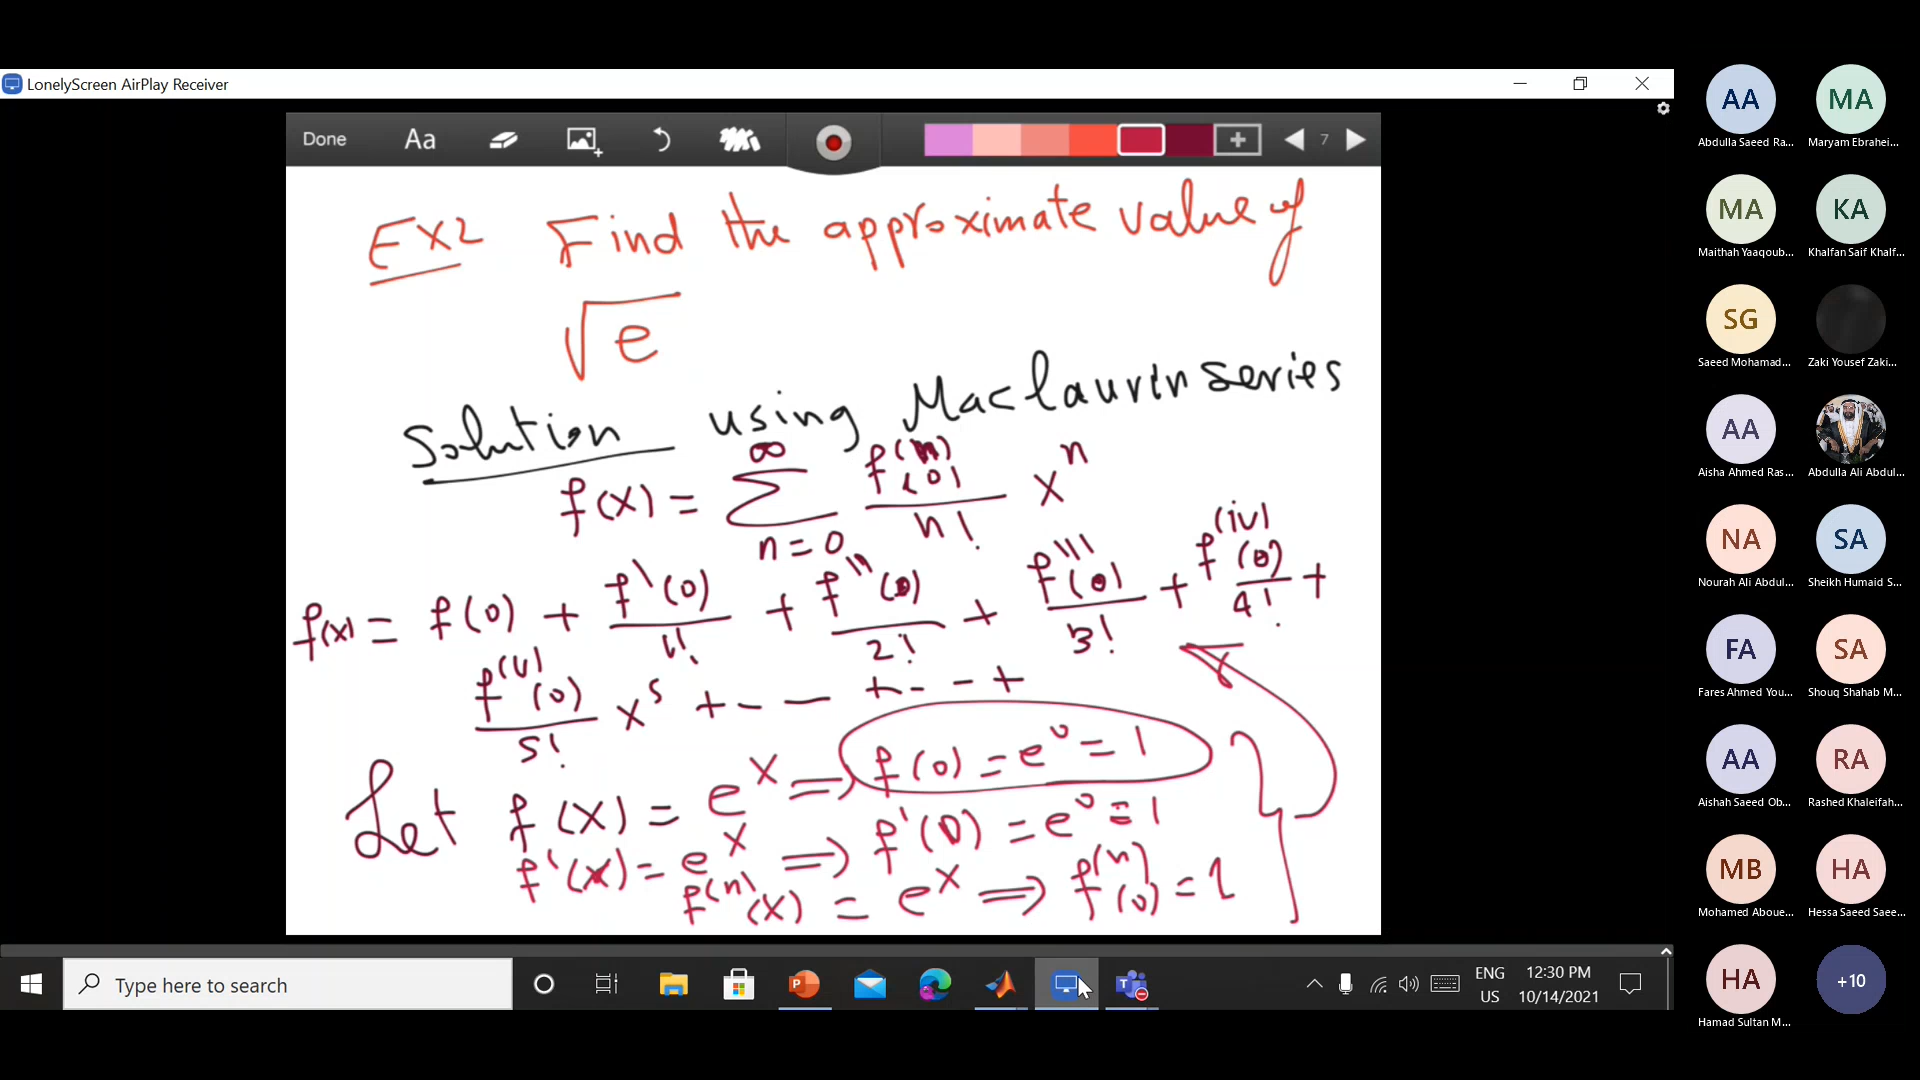 LonelyScreen AirPlay Receiver
Done Aa 7
EX2 Find the approximate value of
√e
Solution using Maclaurin series
f(x) = ∑_{n=0}^{∞} f^{(n)}(0)/n! x^n
f(x) = f(0) + f'(0)/1! + f''(0)/2! + f'''(0)/3! + f^{(iv)}(0)/4! +
f^{(v)}(0)/5! x^5 + - - + - - +
Let f(x) = e^x ⟹ f(0) = e^0 = 1
f'(x) = e^x ⟹ f'(0) = e^0 = 1
f^{(n)}(x) = e^x ⟹ f^{(n)}(0) = 1
AA MA
Abdulla Saeed Ra... Maryam Ebrahei...
MA KA
Maithah Yaaqoub... Khalfan Saif Khalf...
SG
Saeed Mohamad... Zaki Yousef Zaki...
AA
Aisha Ahmed Ras... Abdulla Ali Abdul...
NA SA
Nourah Ali Abdul... Sheikh Humaid S...
FA SA
Fares Ahmed You... Shouq Shahab M...
AA RA
Aishah Saeed Ob... Rashed Khaleifah...
MB HA
Mohamed Aboue... Hessa Saeed Saee...
HA +10
Hamad Sultan M...
Type here to search
ENG 12:30 PM
US 10/14/2021